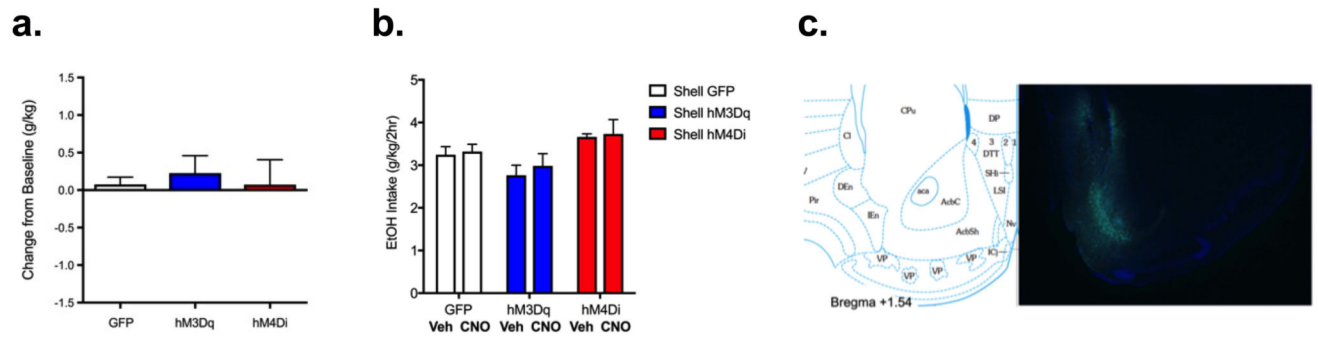 a.
Change from Baseline (g/kg)
1.5
1.0
0.5
0.0
-0.5
-1.0
-1.5
GFP hM3Dq hM4Di
b.
EtOH Intake (g/kg/2hr)
5
4
3
2
1
0
GFP hM3Dq hM4Di
Veh CNO Veh CNO Veh CNO
Shell GFP
Shell hM3Dq
Shell hM4Di
c.
CPu
DP
Cl
4 3 2 1
DTT
SHi
DEn
LSI
aca
Pir
AcbC
IEn
AcbSh
ICj
VP
VP
VP
VP
Bregma +1.54